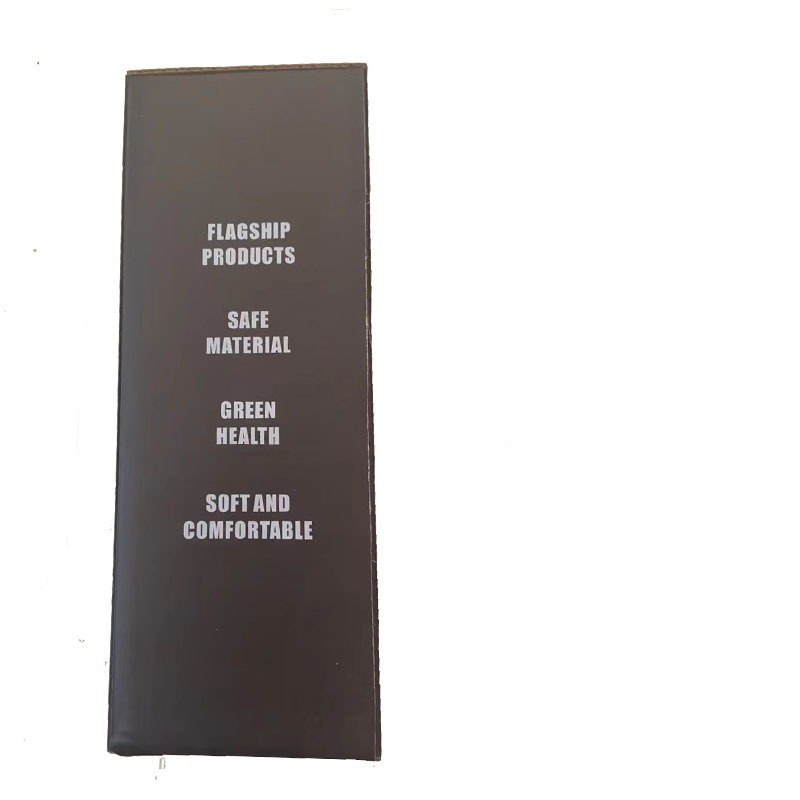 FLAGSHIP
PRODUCTS
SAFE
MATERIAL
GREEN
HEALTH
SOFT AND
COMFORTABLE